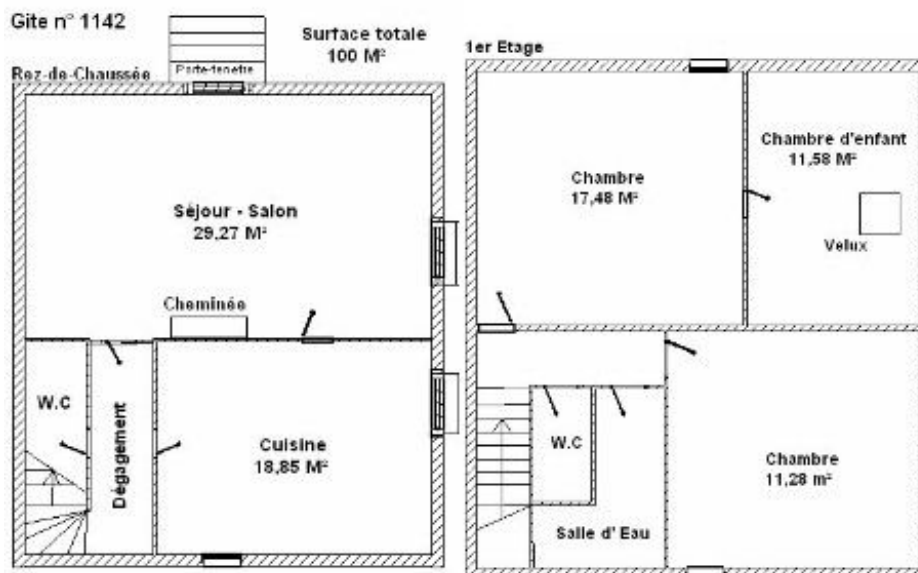 Gite n° 1142
Surface totale
100 M²
Rez-de-Chaussée
Porte-fenetre
Séjour - Salon
29,27 M²
Cheminée
W.C
Dégagement
Cuisine
18,85 M²
1er Etage
Chambre
17,48 M²
Chambre d'enfant
11,58 M²
Velux
W.C
Salle d' Eau
Chambre
11,28 m²